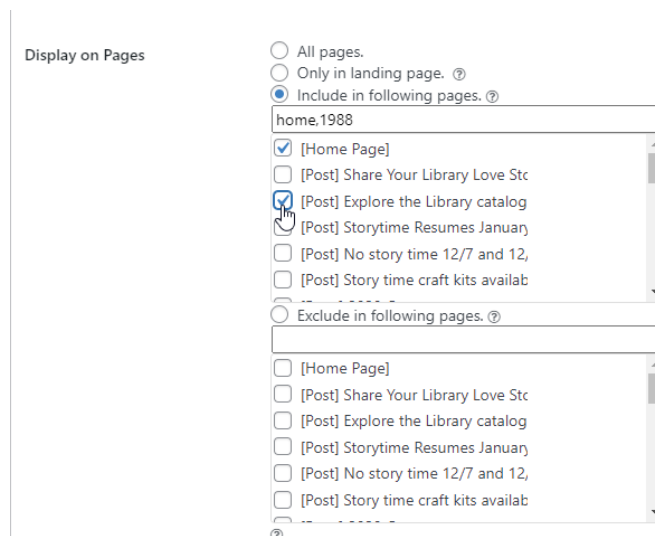 Display on Pages
All pages.
Only in landing page. ?
Include in following pages. ?
home,1988
[Home Page]
[Post] Share Your Library Love Sto
[Post] Explore the Library catalog
[Post] Storytime Resumes January
[Post] No story time 12/7 and 12/
[Post] Story time craft kits availab
Exclude in following pages. ?
[Home Page]
[Post] Share Your Library Love Sto
[Post] Explore the Library catalog
[Post] Storytime Resumes January
[Post] No story time 12/7 and 12/
[Post] Story time craft kits availab
?